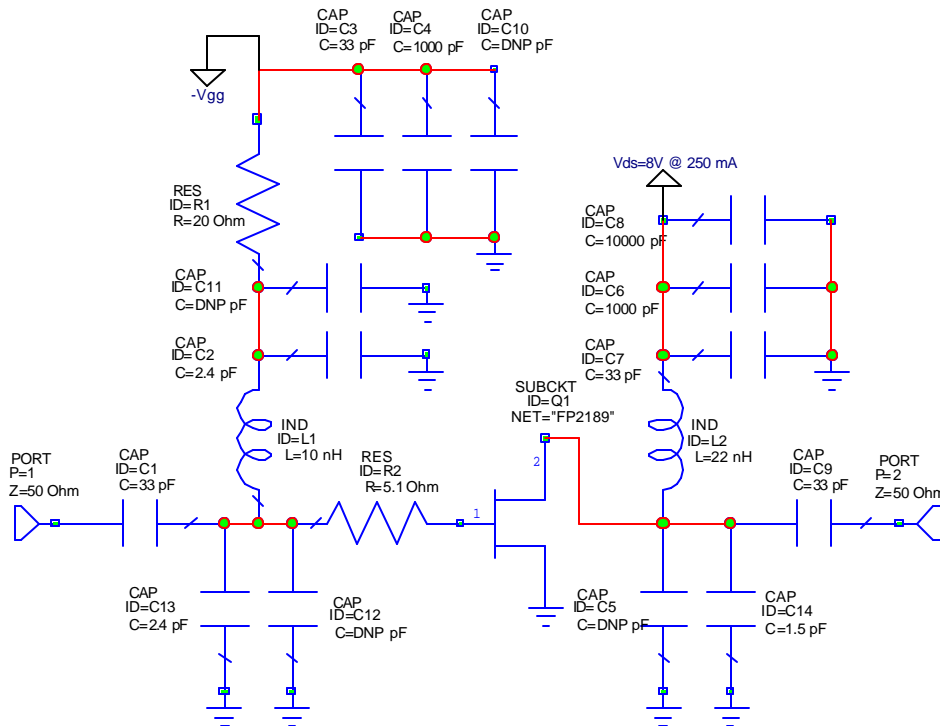 CAP
ID=C3
C=33 pF
CAP
ID=C4
C=1000 pF
CAP
ID=C10
C=DNP pF
-Vgg
RES
ID=R1
R=20 Ohm
Vds=8V @ 250 mA
CAP
ID=C8
C=10000 pF
CAP
ID=C11
C=DNP pF
CAP
ID=C6
C=1000 pF
CAP
ID=C2
C=2.4 pF
CAP
ID=C7
C=33 pF
SUBCKT
ID=Q1
NET="FP2189"
IND
ID=L1
L=10 nH
IND
ID=L2
L=22 nH
PORT
P=1
Z=50 Ohm
CAP
ID=C1
C=33 pF
RES
ID=R2
R=5.1 Ohm
1
2
CAP
ID=C9
C=33 pF
PORT
P=2
Z=50 Ohm
CAP
ID=C13
C=2.4 pF
CAP
ID=C12
C=DNP pF
CAP
ID=C5
C=DNP pF
CAP
ID=C14
C=1.5 pF